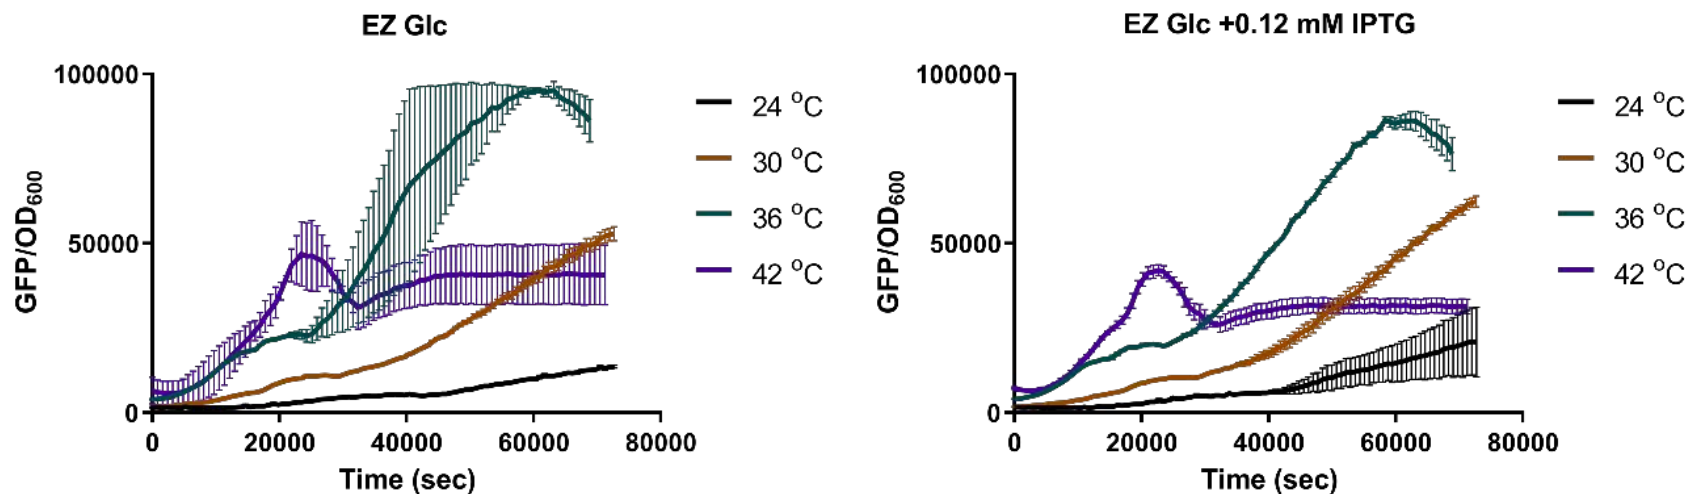 EZ Glc
100000
50000
0
GFP/OD600
0 20000 40000 60000 80000
Time (sec)
24 °C
30 °C
36 °C
42 °C
EZ Glc +0.12 mM IPTG
100000
50000
0
GFP/OD600
0 20000 40000 60000 80000
Time (sec)
24 °C
30 °C
36 °C
42 °C